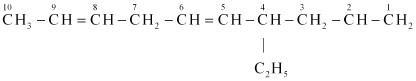 10 9 8 7 6 5 4 3 2 1
CH₃−CH=CH−CH₂−CH=CH−CH−CH₂−CH−CH₂
|
C₂H₅